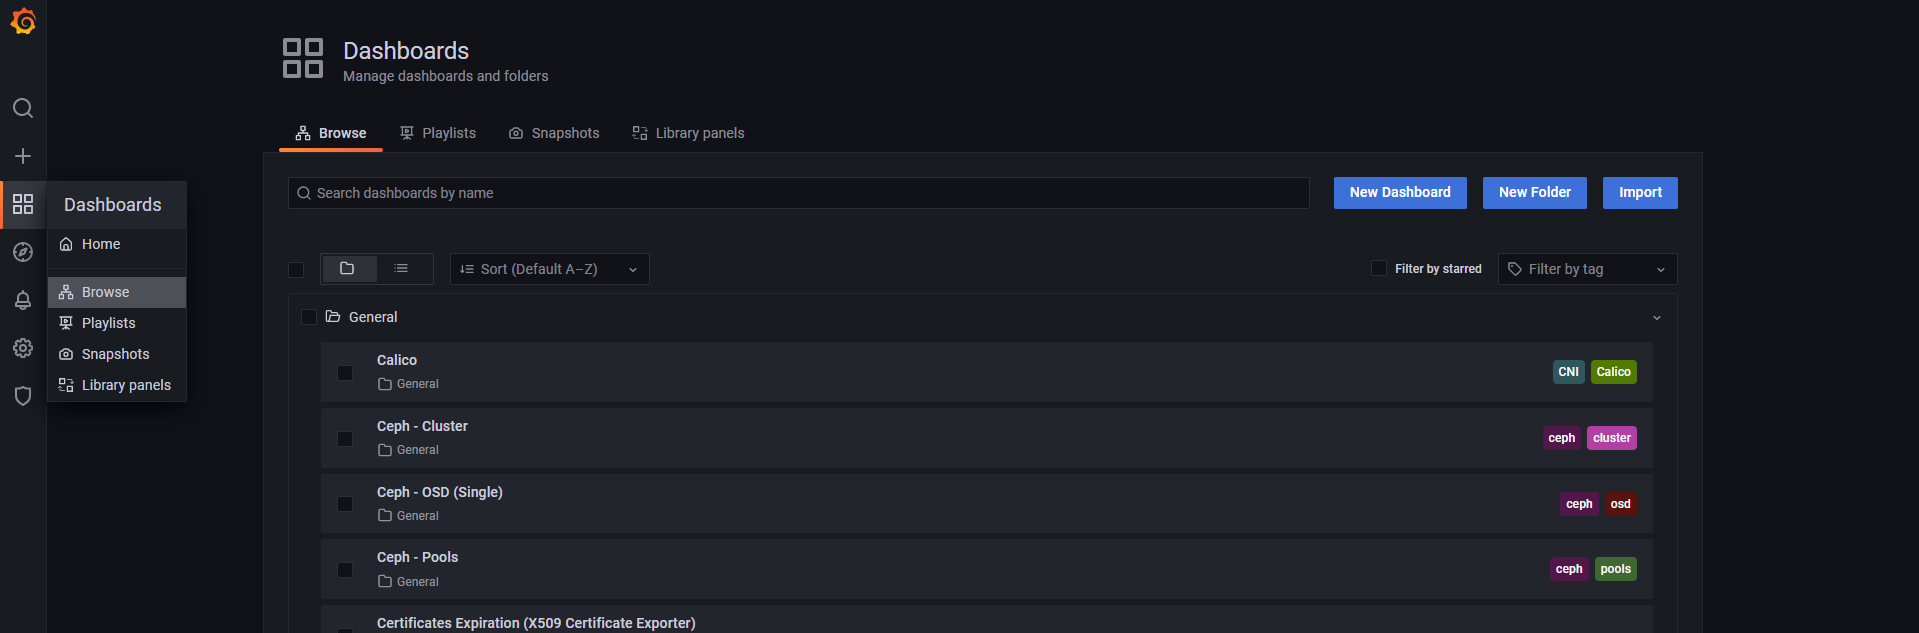 Dashboards
Manage dashboards and folders
Browse
Playlists
Snapshots
Library panels
Dashboards
Home
Browse
Playlists
Snapshots
Library panels
Search dashboards by name
New Dashboard
New Folder
Import
Sort (Default A–Z)
Filter by starred
Filter by tag
General
Calico
General
CNI
Calico
Ceph - Cluster
General
ceph
cluster
Ceph - OSD (Single)
General
ceph
osd
Ceph - Pools
General
ceph
pools
Certificates Expiration (X509 Certificate Exporter)